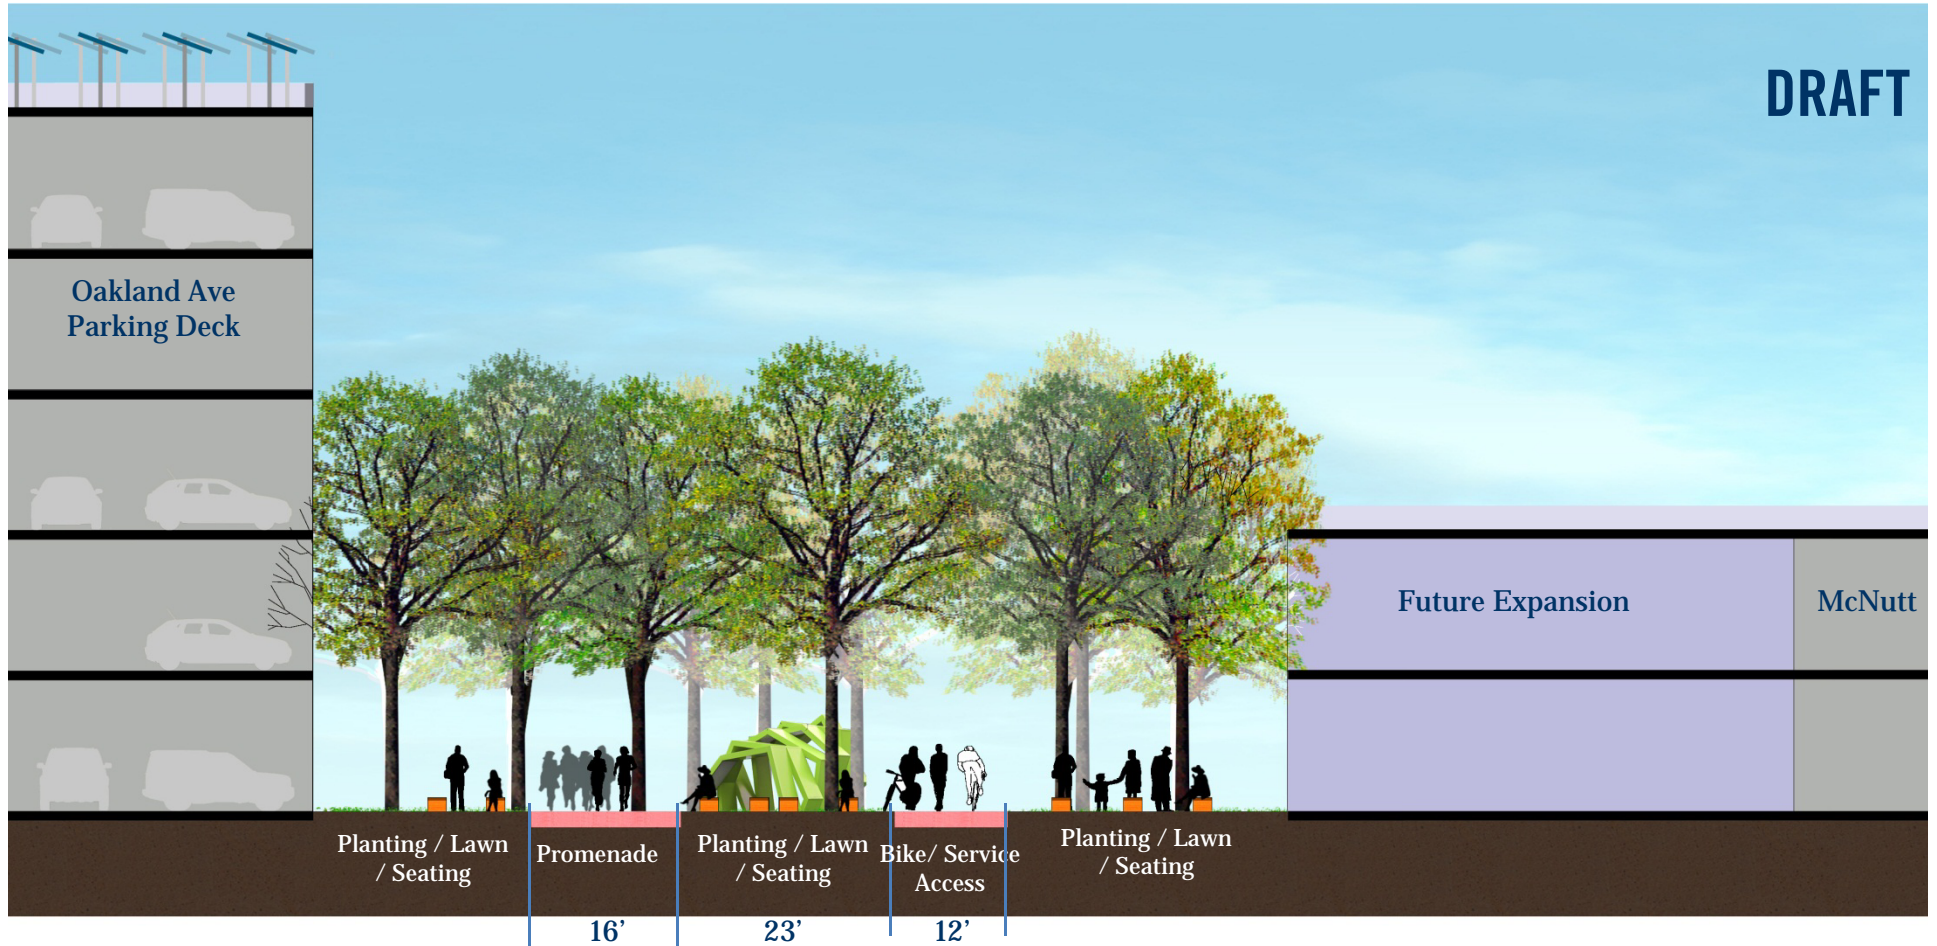 DRAFT
Oakland Ave
Parking Deck
Future Expansion
McNutt
Planting / Lawn
/ Seating
Promenade
Planting / Lawn
/ Seating
Bike/ Service
Access
Planting / Lawn
/ Seating
16’
23’
12’